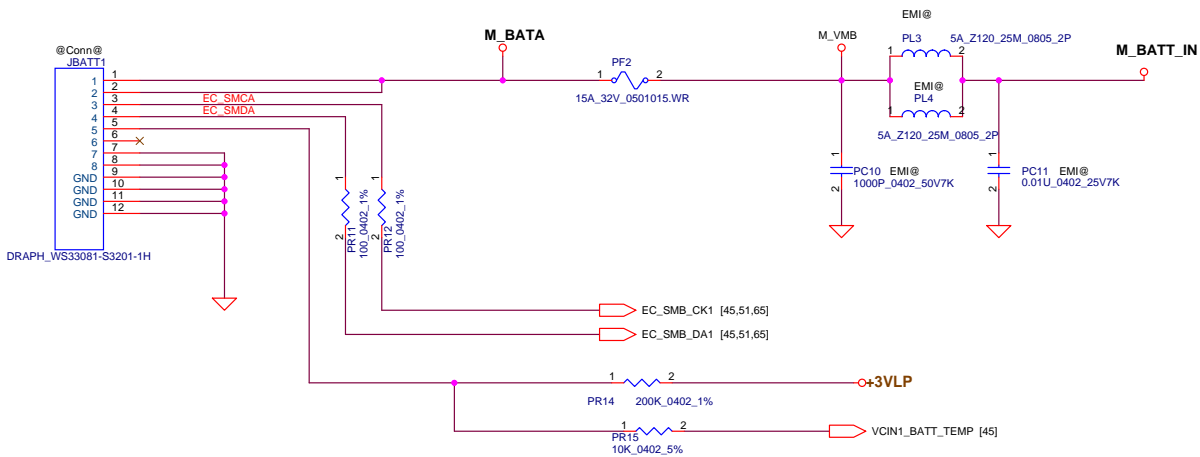 EMI@
@Conn@
JBATT1
M_BATA
M_VMB
PL3
5A_Z120_25M_0805_2P
M_BATT_IN
PF2
1 2
15A_32V_0501015.WR
1 2
EMI@
PL4
1 2
5A_Z120_25M_0805_2P
1 1
2 2
3 3
EC_SMCA
4 4
EC_SMDA
5 5
6 6
7 7
8 8
GND 9
GND 10
GND 11
GND 12
DRAPH_WS33081-S3201-1H
1
2
PC10 EMI@
1000P_0402_50V7K
1
2
PC11 EMI@
0.01U_0402_25V7K
1
2
PR11
100_0402_1%
1
2
PR12
100_0402_1%
EC_SMB_CK1 [45,51,65]
EC_SMB_DA1 [45,51,65]
1 2
+3VLP
PR14 200K_0402_1%
1 2
VCIN1_BATT_TEMP [45]
PR15
10K_0402_5%